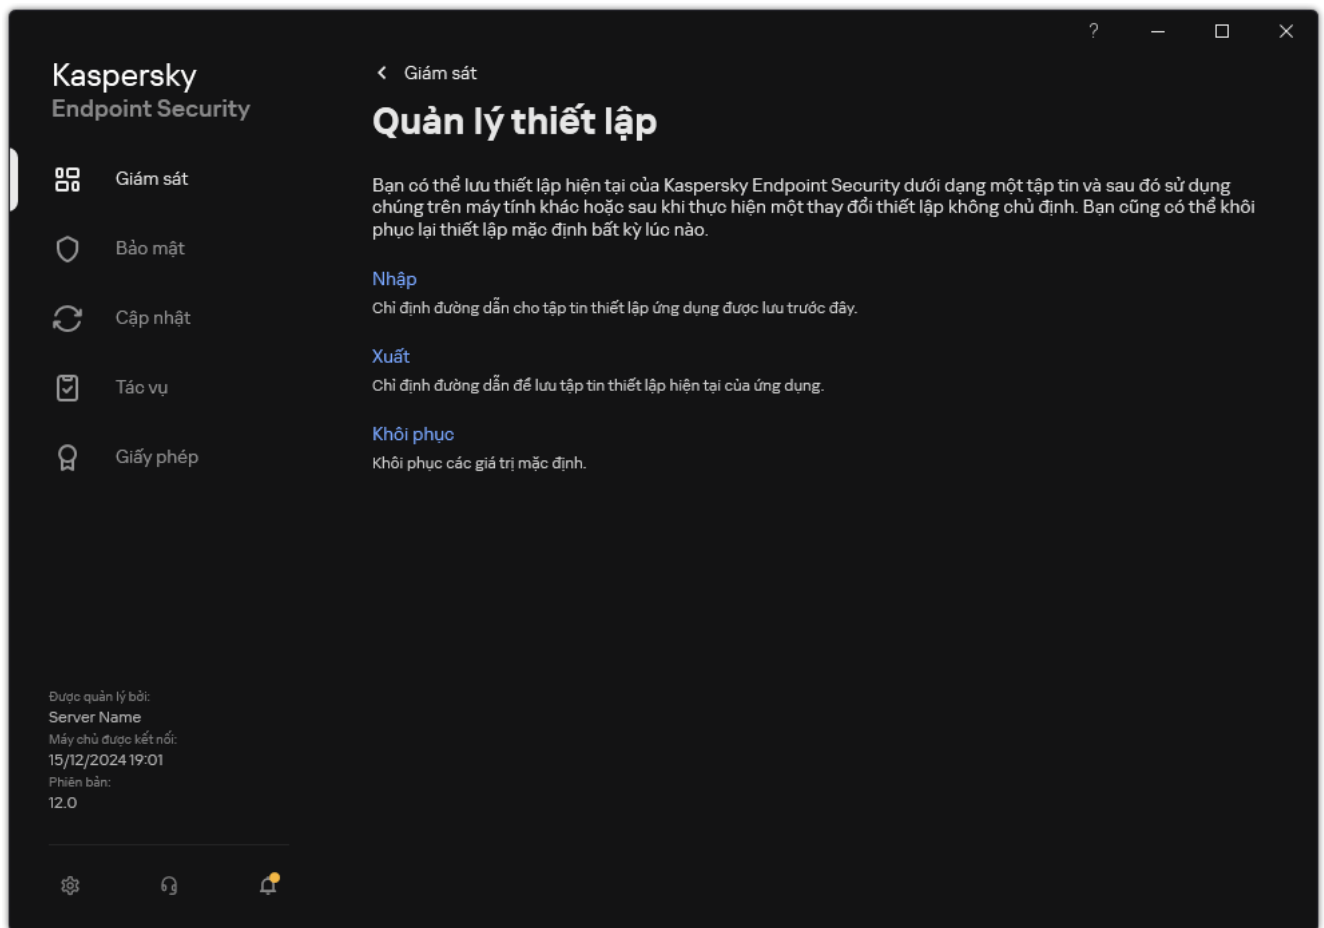 Kaspersky
Endpoint Security
Giám sát
Bảo mật
Cập nhật
Tác vụ
Giấy phép
Được quản lý bởi:
Server Name
Máy chủ được kết nối:
15/12/2024 19:01
Phiên bản:
12.0
?
Giám sát
Quản lý thiết lập
Bạn có thể lưu thiết lập hiện tại của Kaspersky Endpoint Security dưới dạng một tập tin và sau đó sử dụng
chúng trên máy tính khác hoặc sau khi thực hiện một thay đổi thiết lập không chủ định. Bạn cũng có thể khôi
phục lại thiết lập mặc định bất kỳ lúc nào.
Nhập
Chỉ định đường dẫn cho tập tin thiết lập ứng dụng được lưu trước đây.
Xuất
Chỉ định đường dẫn để lưu tập tin thiết lập hiện tại của ứng dụng.
Khôi phục
Khôi phục các giá trị mặc định.